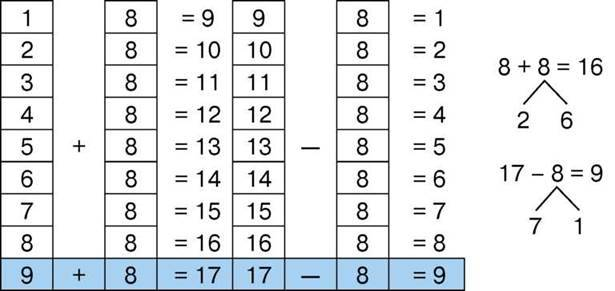 1 8 = 9 9 8 = 1
2 8 = 10 10 8 = 2
3 8 = 11 11 8 = 3
4 8 = 12 12 8 = 4
5 + 8 = 13 13 – 8 = 5
6 8 = 14 14 8 = 6
7 8 = 15 15 8 = 7
8 8 = 16 16 8 = 8
9 + 8 = 17 17 – 8 = 9
8 + 8 = 16
2 6
17 – 8 = 9
7 1